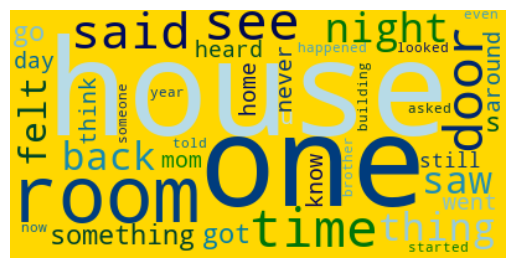 go
said
see
night
even
day
heard
happened
looked
house
door
around
felt
think
someone
year
home
never
building
asked
s
back
mom
told
one
know
brother
still
saw
went
room
now
something
got
time
thing
started